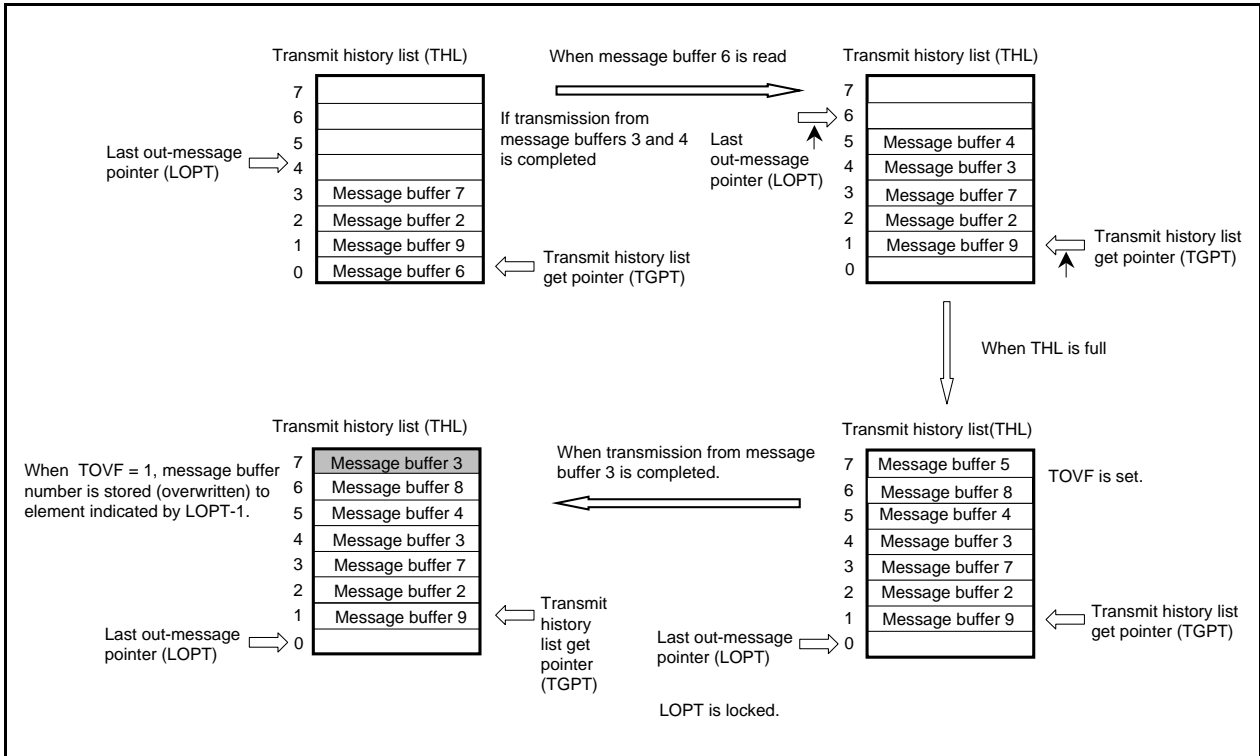 Transmit history list (THL)
7
6
5
4
3 Message buffer 7
2 Message buffer 2
1 Message buffer 9
0 Message buffer 6
Last out-message
pointer (LOPT)
Transmit history list
get pointer (TGPT)
When message buffer 6 is read
If transmission from
message buffers 3 and 4
is completed
Transmit history list (THL)
7
6
5 Message buffer 4
4 Message buffer 3
3 Message buffer 7
2 Message buffer 2
1 Message buffer 9
0
Last
out-message
pointer (LOPT)
Transmit history list
get pointer (TGPT)
When THL is full
Transmit history list(THL)
7 Message buffer 5
6 Message buffer 8
5 Message buffer 4
4 Message buffer 3
3 Message buffer 7
2 Message buffer 2
1 Message buffer 9
0
TOVF is set.
Transmit history list
get pointer (TGPT)
Last out-message
pointer (LOPT)
LOPT is locked.
When transmission from message
buffer 3 is completed.
Transmit history list (THL)
7 Message buffer 3
6 Message buffer 8
5 Message buffer 4
4 Message buffer 3
3 Message buffer 7
2 Message buffer 2
1 Message buffer 9
0
When TOVF = 1, message buffer
number is stored (overwritten) to
element indicated by LOPT-1.
Last out-message
pointer (LOPT)
Transmit
history
list get
pointer
(TGPT)